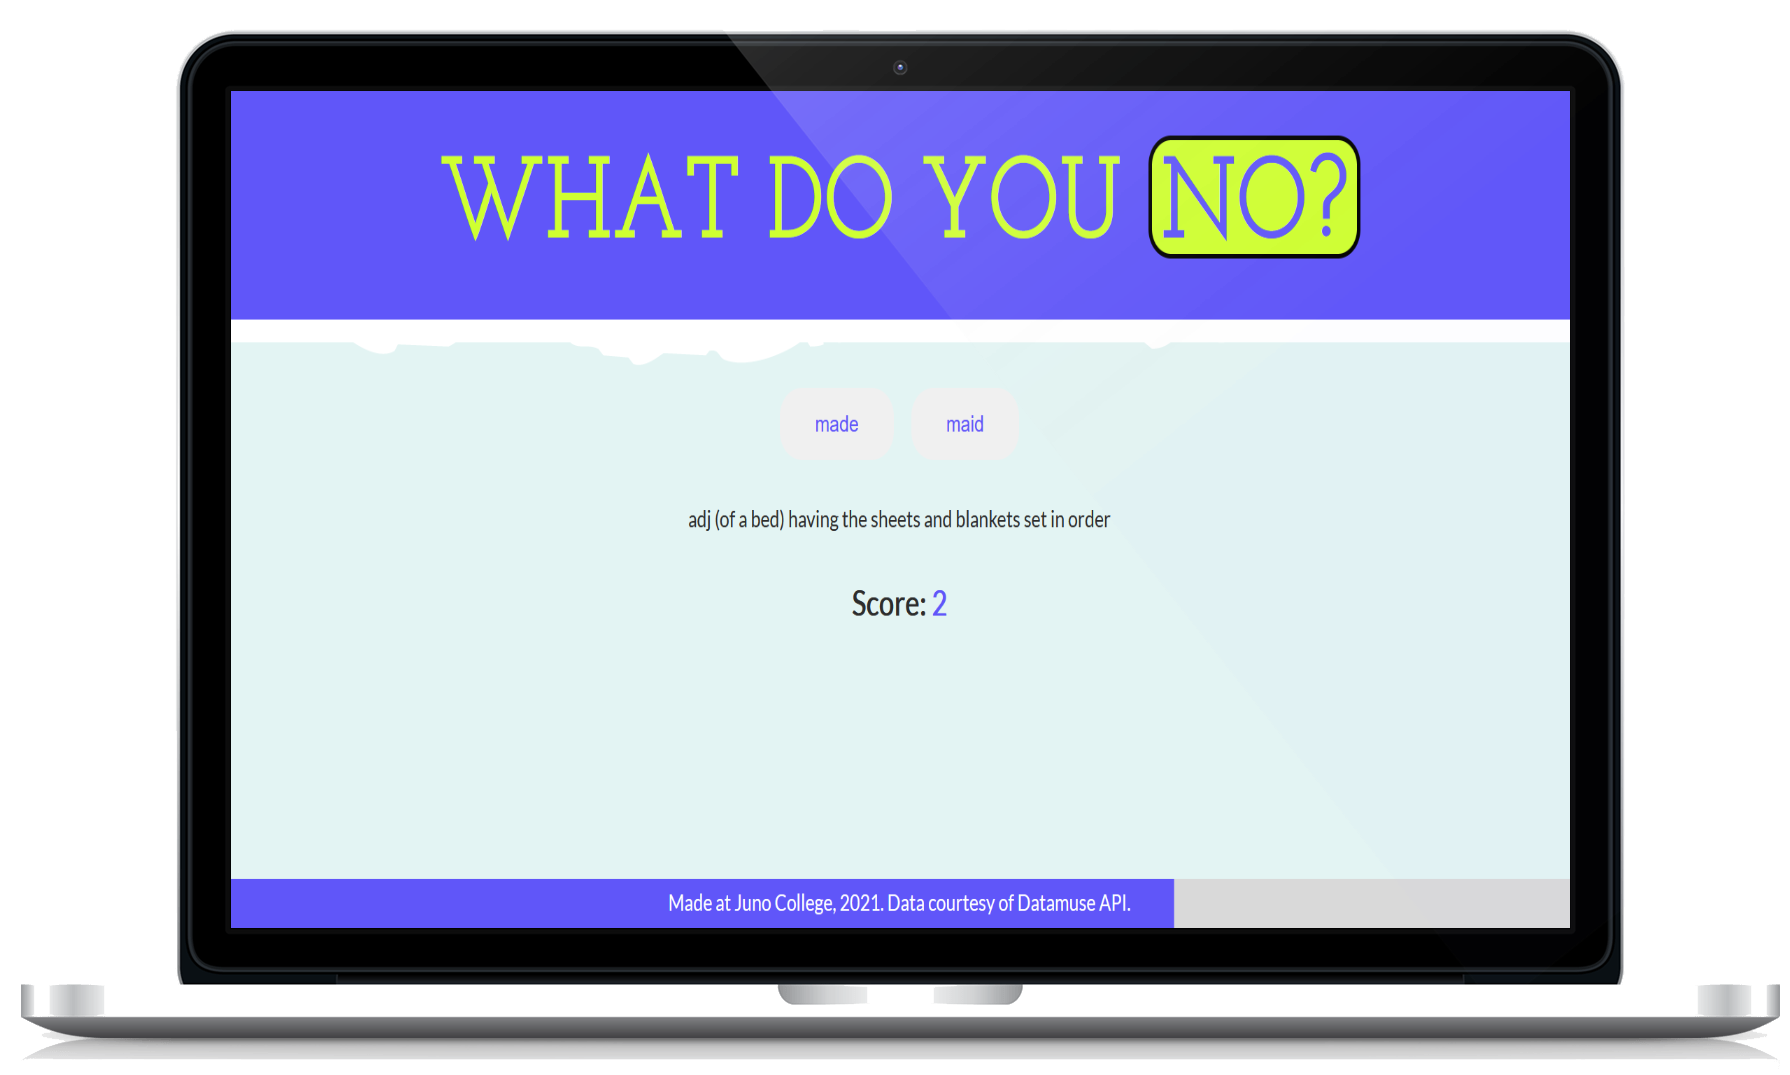 WHAT DO YOU NO?
made maid
adj (of a bed) having the sheets and blankets set in order
Score: 2
Made at Juno College, 2021. Data courtesy of Datamuse API.